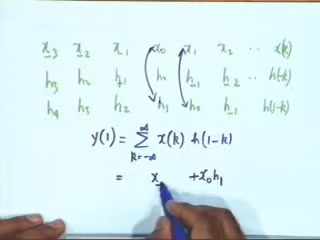 x₋3 x₋2 x₋1 x₀ x₁ x₂ ·· x(k)
h₃ h₂ h₁ h₀ h₋1 h₋2 ·· h(-k)
h₄ h₃ h₂ h₁ h₀ h₋1 h(1-k)
y(1) = ∑_{k=-∞}^{∞} x(k) h(1-k)
= x +x₀h₁